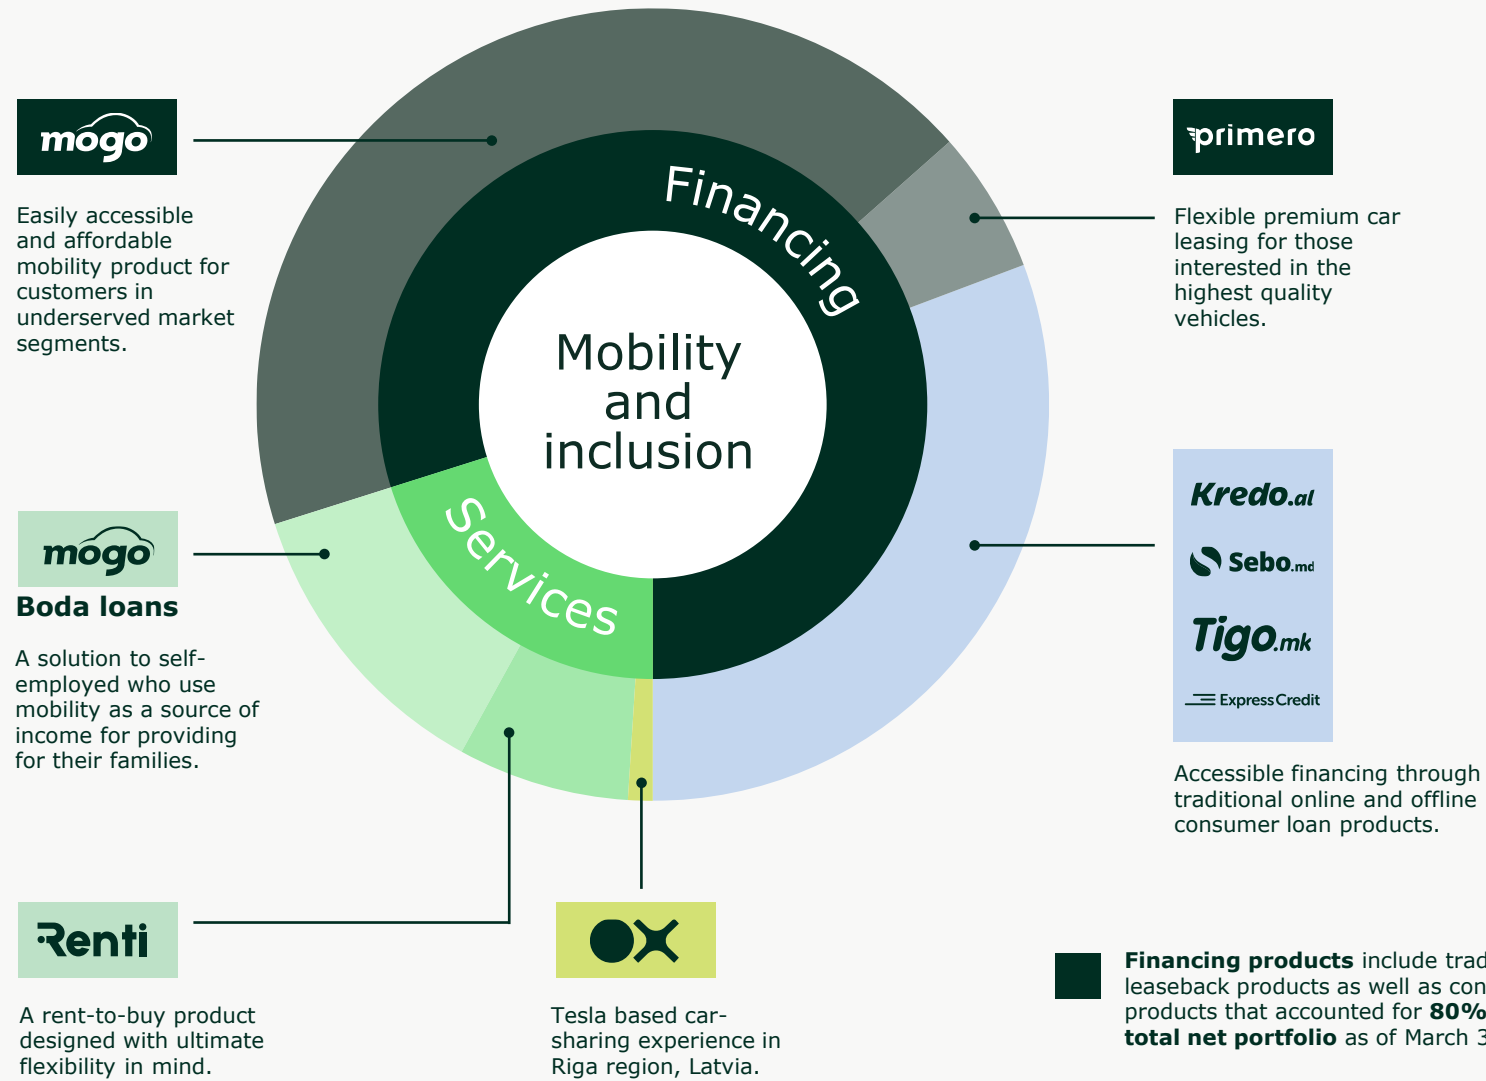 mogo
Easily accessible
and affordable
mobility product for
customers in
underserved market
segments.
mogo
Boda loans
A solution to self-
employed who use
mobility as a source of
income for providing
for their families.
Renti
A rent-to-buy product
designed with ultimate
flexibility in mind.
Financing
Mobility
and
inclusion
Services
OX
Tesla based car-
sharing experience in
Riga region, Latvia.
primero
Flexible premium car
leasing for those
interested in the
highest quality
vehicles.
Kredo.al
Sebo.md
Tigo.mk
ExpressCredit
Accessible financing through
traditional online and offline
consumer loan products.
Financing products include
leaseback products as well as
products that accounted for 80%
total net portfolio as of March